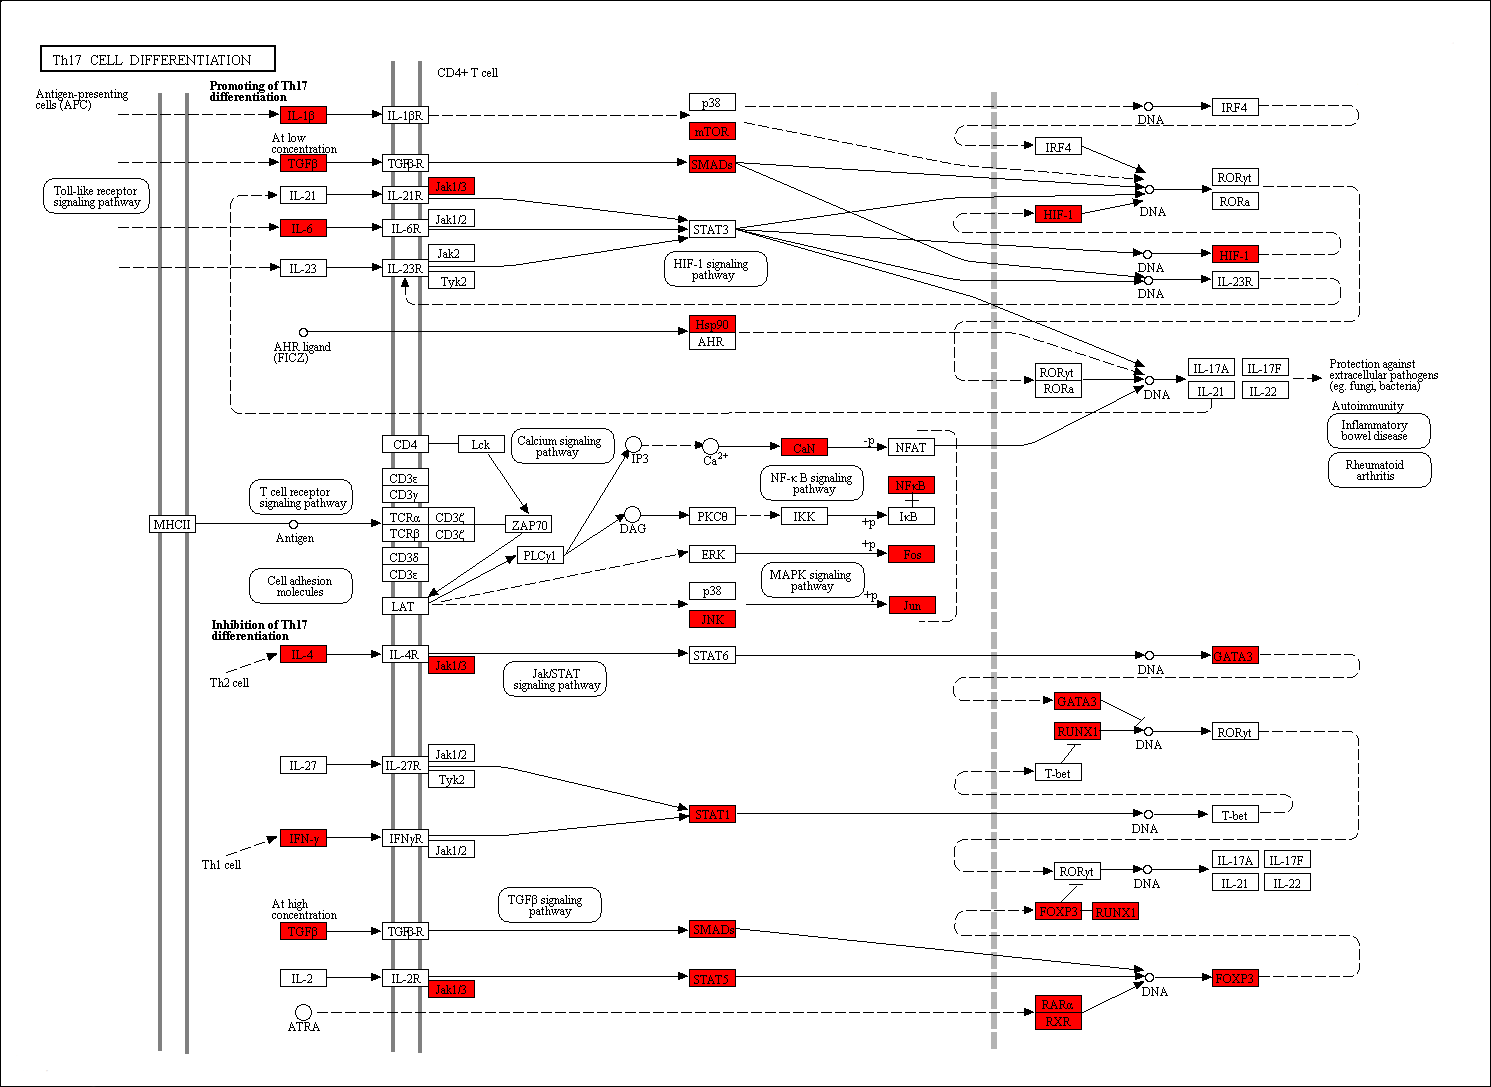 Th17 CELL DIFFERENTIATION
CD4+ T cell
Promoting of Th17
differentiation
Antigen-presenting
cells (APC)
IL-1β
IL-1βR
p38
mTOR
DNA
IRF4
At low
concentration
TGFβ
TGFβ-R
SMADs
IRF4
Toll-like receptor
signaling pathway
IL-21
IL-21R
Jak1/3
RORγt
RORa
DNA
HIF-1
IL-6
IL-6R
Jak1/2
STAT3
Jak2
IL-23
IL-23R
Tyk2
HIF-1 signaling
pathway
DNA
HIF-1
DNA
IL-23R
AHR ligand
(FICZ)
Hsp90
AHR
RORγt
RORa
DNA
IL-17A
IL-17F
IL-21
IL-22
Protection against
extracellular pathogens
(eg. fungi, bacteria)
Autoimmunity
Inflammatory
bowel disease
Rheumatoid
arthritis
CD4
Lck
Calcium signaling
pathway
IP3
Ca2+
CaN
-p
NFAT
CD3ε
CD3γ
T cell receptor
signaling pathway
NF-κB signaling
pathway
NFκB
MHCII
Antigen
TCRα
CD3ζ
TCRβ
CD3ζ
ZAP70
DAG
PKCθ
IKK
+p
IκB
CD3δ
CD3ε
PLCγ1
ERK
+p
Fos
Cell adhesion
molecules
LAT
p38
JNK
MAPK signaling
pathway
+p
Jun
Inhibition of Th17
differentiation
IL-4
IL-4R
Jak1/3
Th2 cell
Jak/STAT
signaling pathway
STAT6
DNA
GATA3
GATA3
RUNX1
DNA
RORγt
T-bet
IL-27
IL-27R
Jak1/2
Tyk2
STAT1
DNA
T-bet
IFN-γ
IFNγR
Jak1/2
Th1 cell
RORγt
DNA
IL-17A
IL-17F
IL-21
IL-22
TGFβ signaling
pathway
At high
concentration
TGFβ
TGFβ-R
SMADs
FOXP3
RUNX1
IL-2
IL-2R
Jak1/3
STAT5
DNA
FOXP3
ATRA
RARα
RXR